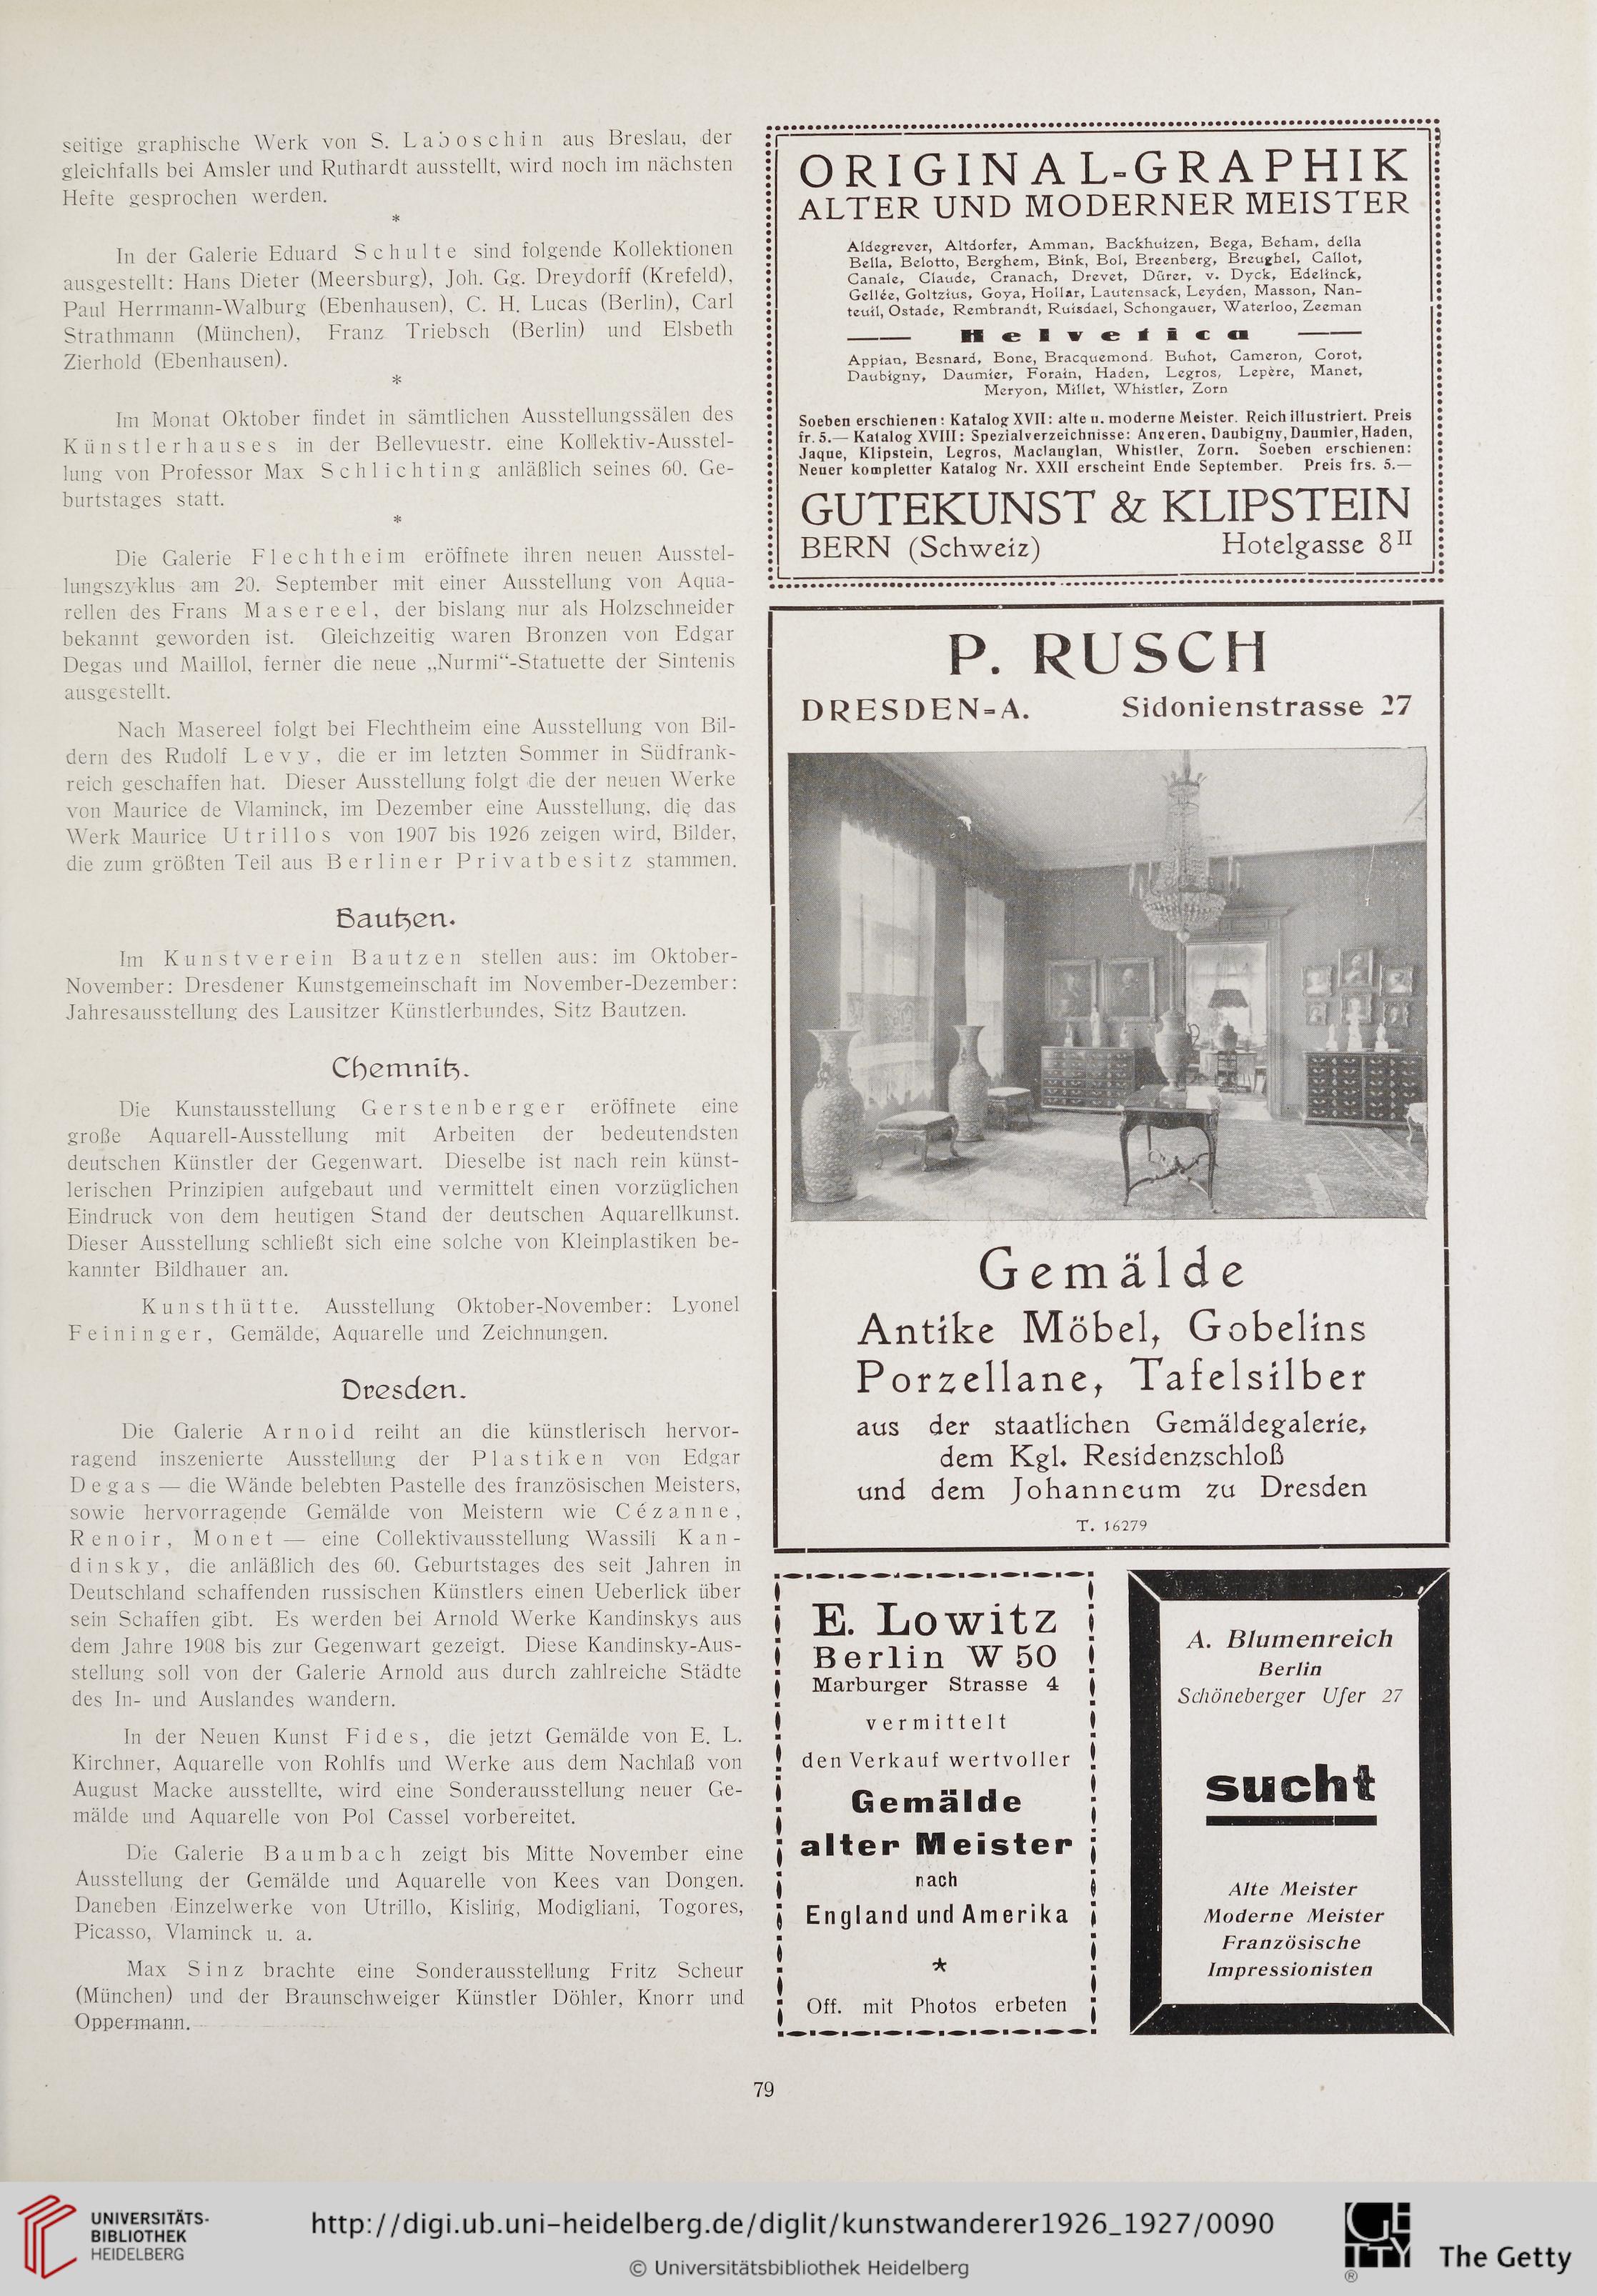 seitige graphische Werk von S. Laboschin aus Breslau, der
gleichfalls bei Amsler und Ruthardt ausstellt, wird noch im nächsten
Hefte gesprochen werden.
*
In der Galerie Eduard Schulte sind folgende Kollektionen
ausgestellt: Hans Dieter (Meersburg), Joh. Gg. Dreydorff (Krefeld),
Paul Herrmann-Walburg (Ebenhausen), C. H. Lucas (Berlin), Carl
Strathmann (München), Franz Triebsch (Berlin) und Elsbeth
Zierhold (Ebenhausen).
*
Im Monat Oktober findet in sämtlichen Ausstellungssälen des
Künstlerhauses in der Bellevuestr. eine Kollektiv-Ausstel-
lung von Professor Max Schlichting anläßlich seines 60. Ge-
burtstages statt.
*
Die Galerie Flechtheim eröffnete ihren neuen Ausstel-
lungszyklus am 20. September mit einer Ausstellung von Aqua-
rellen des Frans Masereel, der bislang nur als Holzschneider
bekannt geworden ist. Gleichzeitig waren Bronzen von Edgar
Degas und Maillol, ferner die neue „Nurmi“-Statuette der Sintenis
ausgestellt.
Nach Masereel folgt bei Flechtheim eine Ausstellung von Bil-
dern des Rudolf Levy, die er im letzten Sommer in Südfrank-
reich geschaffen hat. Dieser Ausstellung folgt die der neuen Werke
von Maurice de Vlaminck, im Dezember eine Ausstellung, die das
Werk Maurice Utrillos von 1907 bis 1926 zeigen wird, Bilder,
die zum größten Teil aus Berliner Privatbesitz stammen.
Bautzen.
Im Kunstverein Bautzen stellen aus: im Oktober-
November: Dresdener Kunstgemeinschaft im November-Dezember:
Jahresausstellung des Lausitzer Künstlerbundes, Sitz Bautzen.
Chemnitz.
Die Kunstausstellung Gerstenberger eröffnete eine
große Aquarell-Ausstellung mit Arbeiten der bedeutendsten
deutschen Künstler der Gegenwart. Dieselbe ist nach rein künst-
lerischen Prinzipien aufgebaut und vermittelt einen vorzüglichen
Eindruck von dem heutigen Stand der deutschen Aquarellkunst.
Dieser Ausstellung schließt sich eine solche von Kleinplastiken be-
kannter Bildhauer an.
Kunsthütte. Ausstellung Oktober-November: Lyonel
Feininger, Gemälde, Aquarelle und Zeichnungen.
Dresden.
Die Galerie Arnold reiht an die künstlerisch hervor-
ragend inszenierte Ausstellung der Plastiken von Edgar
Degas — die Wände belebten Pastelle des französischen Meisters,
sowie hervorragende Gemälde von Meistern wie Cézanne,
Renoir, Monet — eine Collektivausstellung Wassili Kan-
dinsky, die anläßlich des 60. Geburtstages des seit Jahren in
Deutschland schaffenden russischen Künstlers einen Ueberlick über
sein Schaffen gibt. Es werden bei Arnold Werke Kandinskys aus
dem Jahre 1908 bis zur Gegenwart gezeigt. Diese Kandinsky-Aus-
stellung soll von der Galerie Arnold aus durch zahlreiche Städte
des In- und Auslandes wandern.
In der Neuen Kunst Fides, die jetzt Gemälde von E. L.
Kirchner, Aquarelle von Rohlfs und Werke aus dem Nachlaß von
August Macke ausstellte, wird eine Sonderausstellung neuer Ge-
mälde und Aquarelle von Pol Cassel vorbereitet.
Die Galerie Baumbach zeigt bis Mitte November eine
Ausstellung der Gemälde und Aquarelle von Kees van Dongen.
Daneben Einzelwerke von Utrillo, Kisling, Modigliani, Togores,
Picasso, Vlaminck u. a.
Max Sinz brachte eine Sonderausstellung Fritz Scheur
(München) und der Braunschweiger Künstler Döhler, Knorr und
Oppermann.
ORIGINAL-GRAPHIK
ALTER UND MODERNER MEISTER
Aldegrever, Altdorfer, Amman, Backhuizen, Bega, Beham, della
Bella, Belotto, Berghem, Bink, Bol, Breenberg, Breughel, Callot,
Canale, Claude, Cranach, Drevet, Dürer, v. Dyck, Edelinck,
Gellée, Goltzius, Goya, Hollar, Lautensack, Leyden, Masson, Nan-
teuil, Ostade, Rembrandt, Ruisdael, Schongauer, Waterloo, Zeeman
Helvetica
Appian, Besnard, Bone, Bracquemond. Buhot, Cameron, Corot,
Daubigny, Daumier, Forain, Haden, Legros, Lepère, Manet,
Meryon, Millet, Whistler, Zorn
Soeben erschienen: Katalog XVII: alte u. moderne Meister. Reich illustriert. Preis
fr. 5.— Katalog XVIII: Spezialverzeichnisse: Angeren, Daubigny, Daumier, Haden,
Jaque, Klipstein, Legros, Maclauglan, Whistler, Zorn. Soeben erschienen:
Neuer kompletter Katalog Nr. XXII erscheint Ende September. Preis frs. 5.—
GUTEKUNST & KLIPSTEIN
BERN (Schweiz) Hotelgasse 8 II
P. RUSCH
DRESDEN-A. Sidonienstrasse 27
Gemälde
Antike Möbel, Gobelins
Porzellane, Tafelsilber
aus der staatlichen Gemäldegalerie,
dem Kgl. Residenzschloß
und dem Johanneum zu Dresden
T. 16279
E. Lowitz
Berlin W 50
Marburger Strasse 4
vermittelt
den Verkauf wertvoller
Gemälde
alter Meister
nach
England und Amerika
*
Off. mit Photos erbeten
A. Blumenreich
Berlin
Schöneberger Ufer 27
sucht
Alte Meister
Moderne Meister
Französische
Impressionisten
79
UNIVERSITÄTS-
BIBLIOTHEK
HEIDELBERG
http://digi.ub.uni-heidelberg.de/diglit/kunstwanderer1926_1927/0090
© Universitätsbibliothek Heidelberg
GETTY
®
The Getty